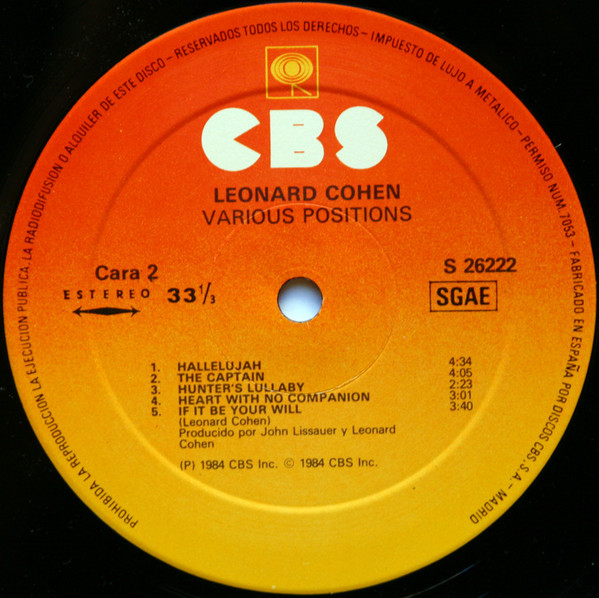 PROHIBIDA LA REPRODUCCION, LA EJECUCION PUBLICA, LA RADIODIFUSION O ALQUILER DE ESTE DISCO – RESERVADOS TODOS LOS DERECHOS – IMPUESTO DE LUJO A METALICO – PERMISO NUM. 7053 – FABRICADO EN ESPAÑA POR DISCOS CBS, S.A. – MADRID
CBS
LEONARD COHEN
VARIOUS POSITIONS
Cara 2
S 26222
ESTEREO 33 1/3
SGAE
1. HALLELUJAH 4:34
2. THE CAPTAIN 4:05
3. HUNTER'S LULLABY 2:23
4. HEART WITH NO COMPANION 3:01
5. IF IT BE YOUR WILL 3:40
(Leonard Cohen)
Producido por John Lissauer y Leonard
Cohen
(P) 1984 CBS Inc. © 1984 CBS Inc.